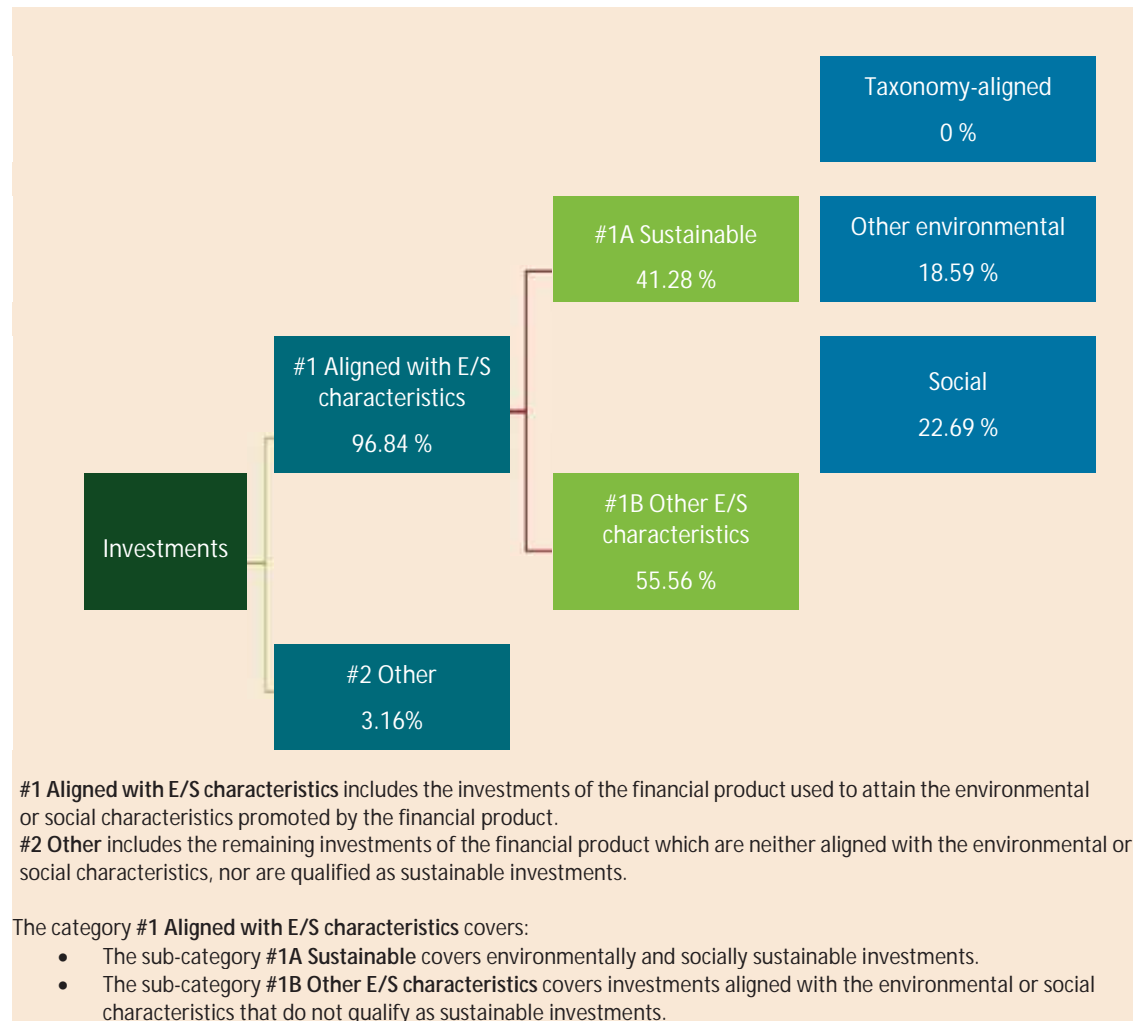 Taxonomy-aligned
0 %
#1A Sustainable
41.28 %
Other environmental
18.59 %
#1 Aligned with E/S
characteristics
96.84 %
Social
22.69 %
Investments
#1B Other E/S
characteristics
55.56 %
#2 Other
3.16%
#1 Aligned with E/S characteristics includes the investments of the financial product used to attain the environmental
or social characteristics promoted by the financial product.
#2 Other includes the remaining investments of the financial product which are neither aligned with the environmental or
social characteristics, nor are qualified as sustainable investments.
The category #1 Aligned with E/S characteristics covers:
• The sub-category #1A Sustainable covers environmentally and socially sustainable investments.
• The sub-category #1B Other E/S characteristics covers investments aligned with the environmental or social
characteristics that do not qualify as sustainable investments.